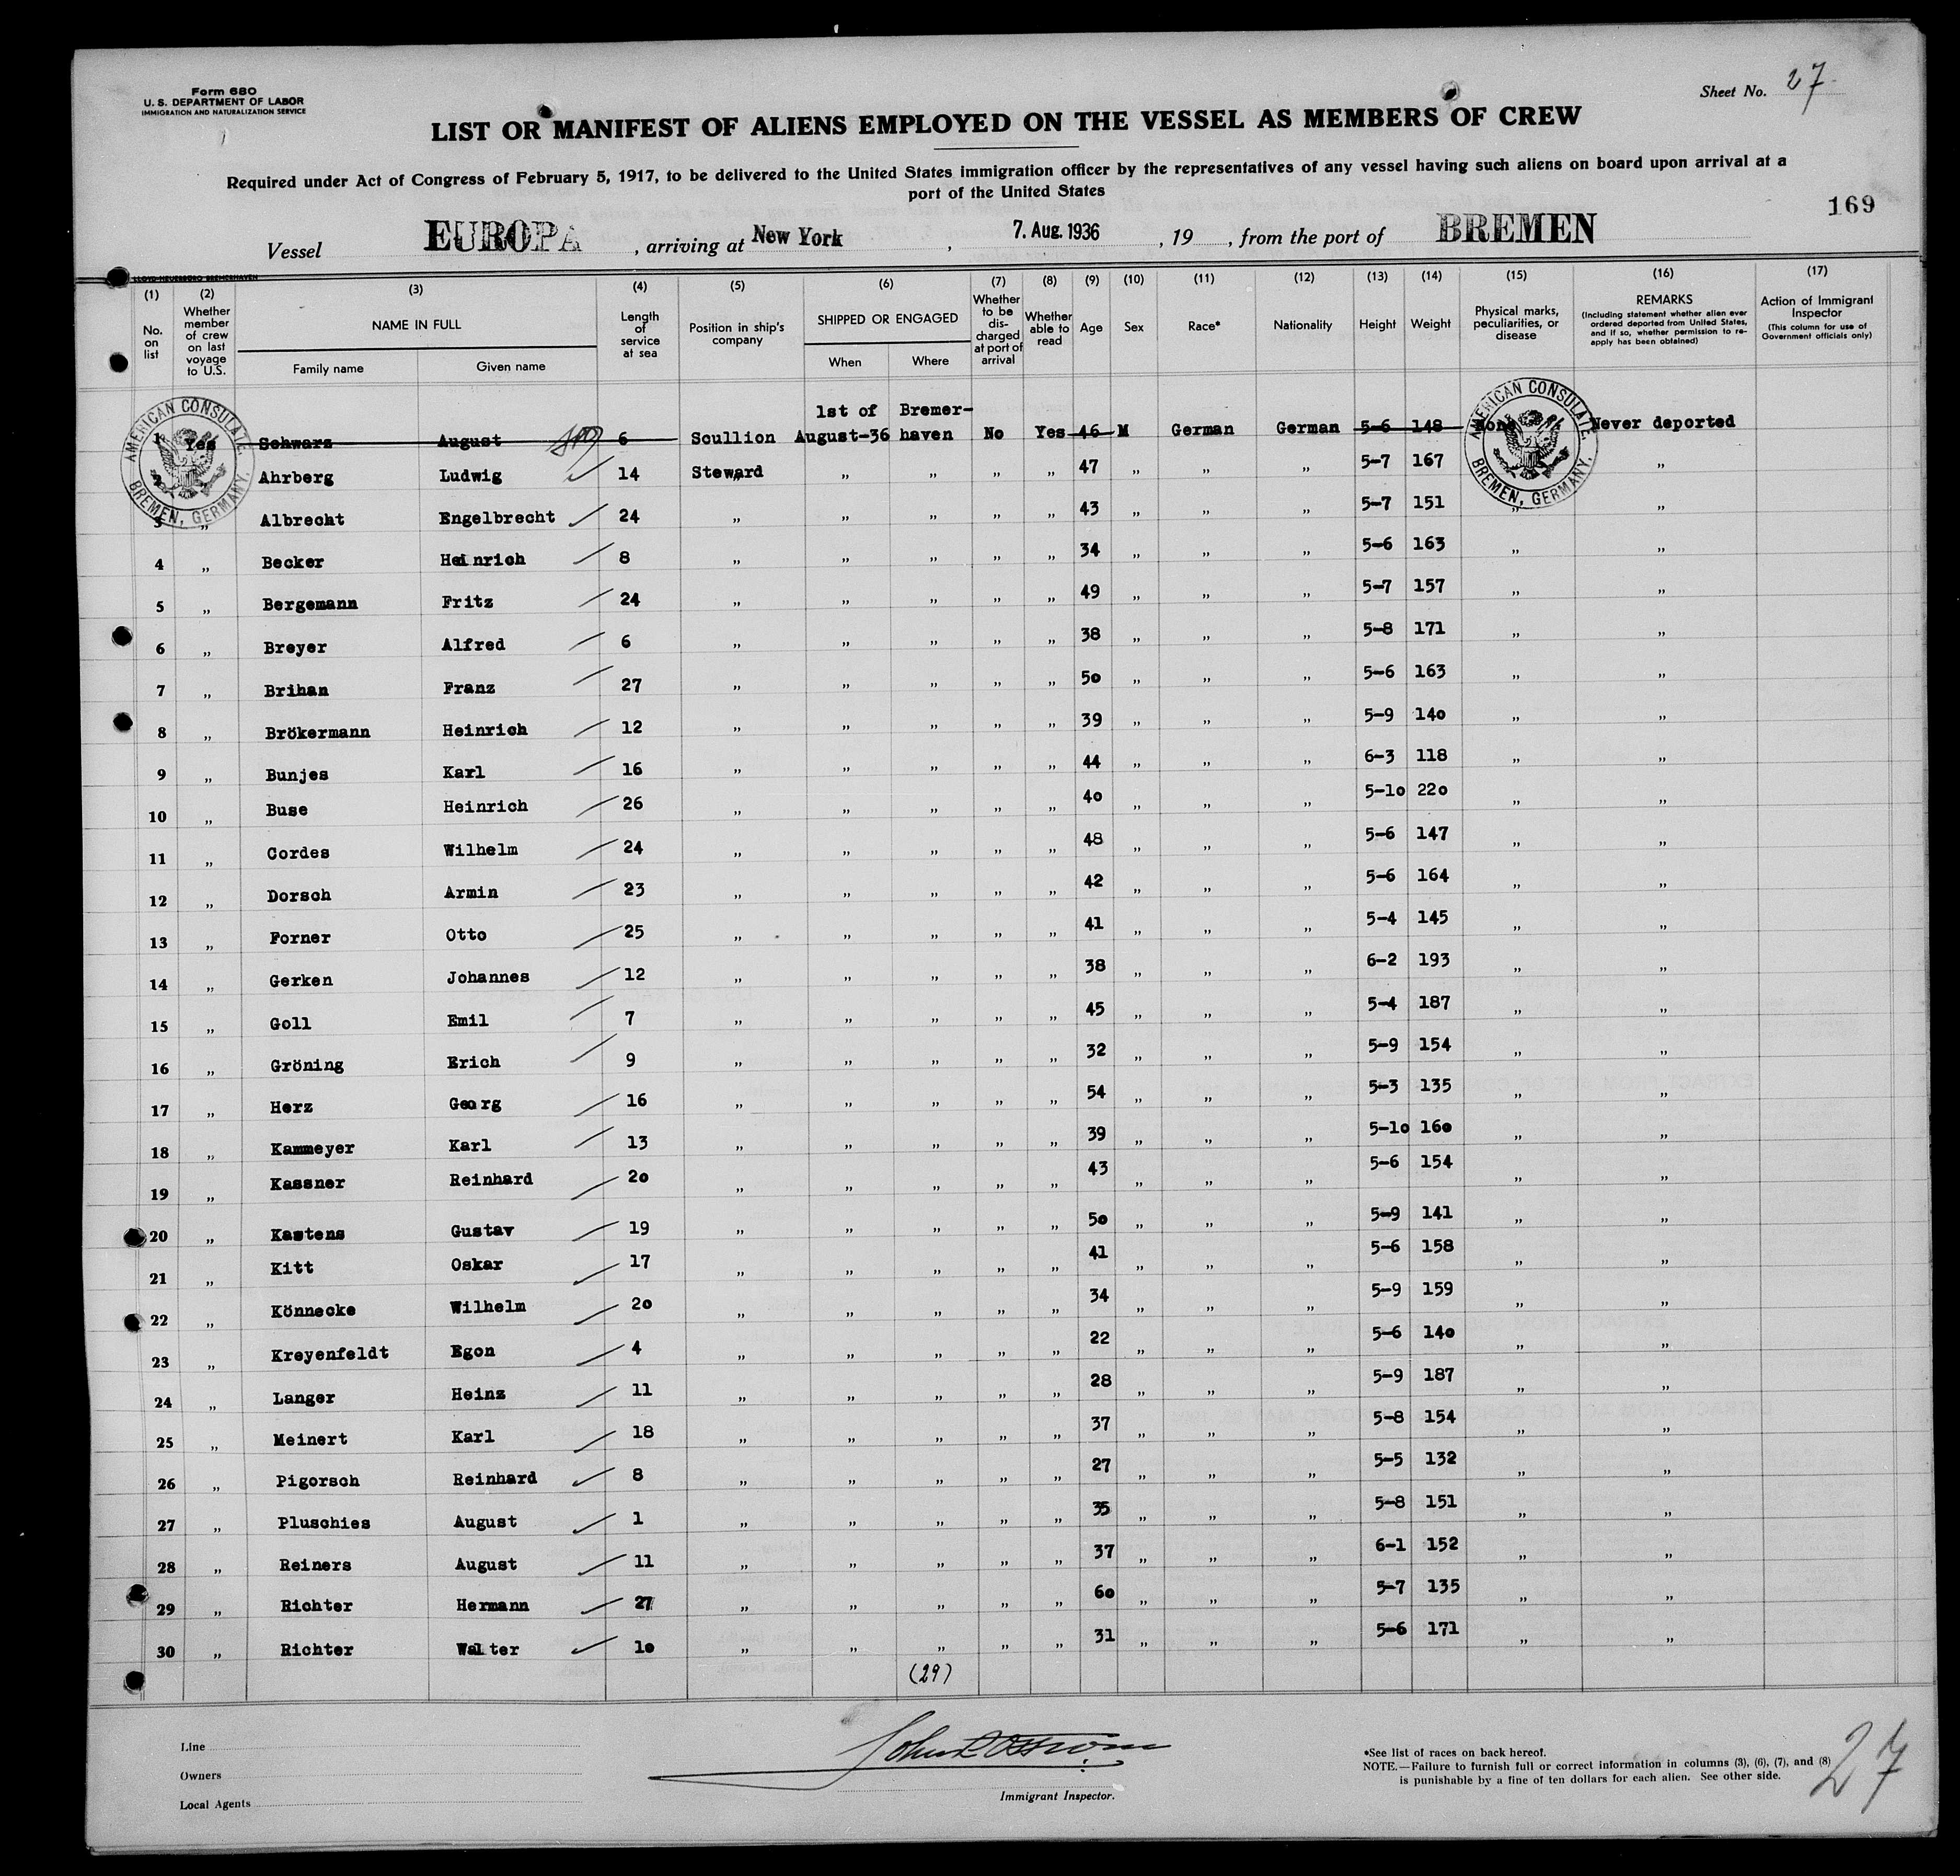 Form 680
U. S. DEPARTMENT OF LABOR
IMMIGRATION AND NATURALIZATION SERVICE
Sheet No. 27
LIST OR MANIFEST OF ALIENS EMPLOYED ON THE VESSEL AS MEMBERS OF CREW
Required under Act of Congress of February 5, 1917, to be delivered to the United States immigration officer by the representatives of any vessel having such aliens on board upon arrival at a
port of the United States
169
Vessel EUROPA, arriving at New York, 7. Aug. 1936, 19, from the port of BREMEN
(1) No. on list (2) Whether member of crew on last voyage to U.S. (3) NAME IN FULL Family name Given name (4) Length of service at sea (5) Position in ship's company (6) SHIPPED OR ENGAGED When Where (7) Whether to be discharged at port of arrival (8) Whether able to read (9) Age (10) Sex (11) Race* (12) Nationality (13) Height (14) Weight (15) Physical marks, peculiarities, or disease (16) REMARKS (Including statement whether alien ever ordered deported from United States, and if so, whether permission to reapply has been obtained) (17) Action of Immigrant Inspector (This column for use of Government officials only)
AMERICAN CONSULATE, BREMEN, GERMANY.
AMERICAN CONSULATE, BREMEN, GERMANY.
1 Yes Schwarz August 6 Scullion 1st of August-36 Bremer-haven No Yes 46 M German German 5-6 148 None Never deported
Ahrberg Ludwig 14 Steward „ „ „ „ 47 „ „ „ 5-7 167 „
3 „ Albrecht Engelbrecht 24 „ „ „ „ „ 43 „ „ „ 5-7 151 „ „
4 „ Becker Heinrich 8 „ „ „ „ „ 34 „ „ „ 5-6 163 „ „
5 „ Bergemann Fritz 24 „ „ „ „ „ 49 „ „ „ 5-7 157 „ „
6 „ Breyer Alfred 6 „ „ „ „ „ 38 „ „ „ 5-8 171 „ „
7 „ Brihan Franz 27 „ „ „ „ „ 50 „ „ „ 5-6 163 „ „
8 „ Brökermann Heinrich 12 „ „ „ „ „ 39 „ „ „ 5-9 140 „ „
9 „ Bunjes Karl 16 „ „ „ „ „ 44 „ „ „ 6-3 118 „ „
10 „ Buse Heinrich 26 „ „ „ „ „ 40 „ „ „ 5-10 220 „ „
11 „ Cordes Wilhelm 24 „ „ „ „ „ 48 „ „ „ 5-6 147 „ „
12 „ Dorsch Armin 23 „ „ „ „ „ 42 „ „ „ 5-6 164 „ „
13 „ Forner Otto 25 „ „ „ „ „ 41 „ „ „ 5-4 145 „ „
14 „ Gerken Johannes 12 „ „ „ „ „ 38 „ „ „ 6-2 193 „ „
15 „ Goll Emil 7 „ „ „ „ „ 45 „ „ „ 5-4 187 „ „
16 „ Gröning Erich 9 „ „ „ „ „ 32 „ „ „ 5-9 154 „ „
17 „ Herz Georg 16 „ „ „ „ „ 54 „ „ „ 5-3 135 „ „
18 „ Kammeyer Karl 13 „ „ „ „ „ 39 „ „ „ 5-10 160 „ „
19 „ Kassner Reinhard 20 „ „ „ „ „ 43 „ „ „ 5-6 154 „ „
20 „ Kastens Gustav 19 „ „ „ „ „ 50 „ „ „ 5-9 141 „ „
21 „ Kitt Oskar 17 „ „ „ „ „ 41 „ „ „ 5-6 158 „ „
22 „ Könnecke Wilhelm 20 „ „ „ „ „ 34 „ „ „ 5-9 159 „ „
23 „ Kreyenfeldt Egon 4 „ „ „ „ „ 22 „ „ „ 5-6 140 „ „
24 „ Langer Heinz 11 „ „ „ „ „ 28 „ „ „ 5-9 187 „ „
25 „ Meinert Karl 18 „ „ „ „ „ 37 „ „ „ 5-8 154 „ „
26 „ Pigorsch Reinhard 8 „ „ „ „ „ 27 „ „ „ 5-5 132 „ „
27 „ Pluschies August 1 „ „ „ „ „ 35 „ „ „ 5-8 151 „ „
28 „ Reiners August 11 „ „ „ „ „ 37 „ „ „ 6-1 152 „ „
29 „ Richter Hermann 27 „ „ „ „ „ 60 „ „ „ 5-7 135 „ „
30 „ Richter Walter 10 „ „ „ „ „ 31 „ „ „ 5-6 171 „ „
(29)
Line
Owners
Local Agents
Immigrant Inspector.
*See list of races on back hereof.
NOTE.—Failure to furnish full or correct information in columns (3), (6), (7), and (8)
is punishable by a fine of ten dollars for each alien. See other side.
27